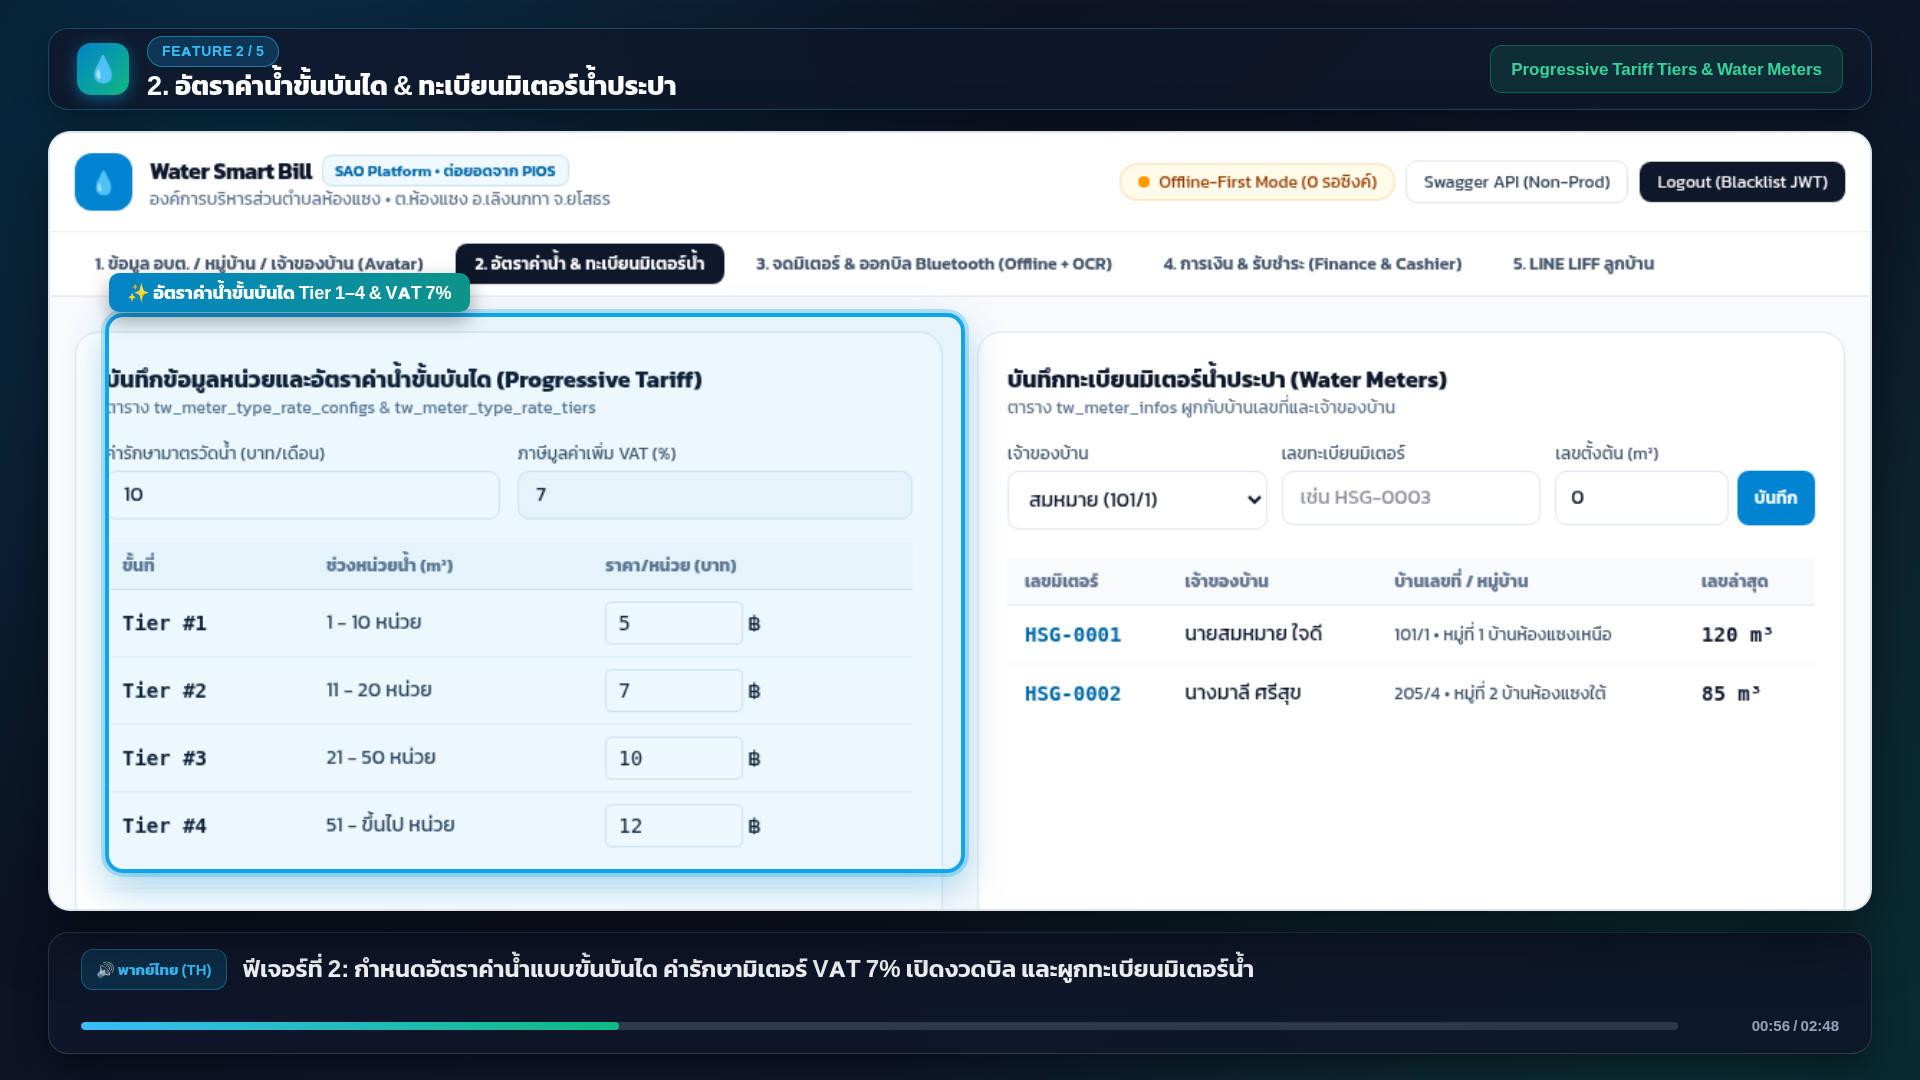 FEATURE 2 / 5
2. อัตราค่าน้ำขั้นบันได & ทะเบียนมิเตอร์น้ำประปา
Progressive Tariff Tiers & Water Meters
Water Smart Bill
SAO Platform • ต่อยอดจาก PIOS
องค์การบริหารส่วนตำบลห้องแซง • ต.ห้องแซง อ.เลิงนกทา จ.ยโสธร
Offline-First Mode (0 รอซิงค์)
Swagger API (Non-Prod)
Logout (Blacklist JWT)
1. ข้อมูล อบต. / หมู่บ้าน / เจ้าของบ้าน (Avatar)
2. อัตราค่าน้ำ & ทะเบียนมิเตอร์น้ำ
3. จดมิเตอร์ & ออกบิล Bluetooth (Offline + OCR)
4. การเงิน & รับชำระ (Finance & Cashier)
5. LINE LIFF ลูกบ้าน
✨ อัตราค่าน้ำขั้นบันได Tier 1–4 & VAT 7%
บันทึกข้อมูลหน่วยและอัตราค่าน้ำขั้นบันได (Progressive Tariff)
ตาราง tw_meter_type_rate_configs & tw_meter_type_rate_tiers
ค่ารักษามาตรวัดน้ำ (บาท/เดือน)
ภาษีมูลค่าเพิ่ม VAT (%)
10
7
ขั้นที่ ช่วงหน่วยน้ำ (m³) ราคา/หน่วย (บาท)
Tier #1 1 - 10 หน่วย 5 ฿
Tier #2 11 - 20 หน่วย 7 ฿
Tier #3 21 - 50 หน่วย 10 ฿
Tier #4 51 - ขึ้นไป หน่วย 12 ฿
บันทึกทะเบียนมิเตอร์น้ำประปา (Water Meters)
ตาราง tw_meter_infos ผูกกับบ้านเลขที่และเจ้าของบ้าน
เจ้าของบ้าน เลขทะเบียนมิเตอร์ เลขตั้งต้น (m³)
สมหมาย (101/1) เช่น HSG-0003 0 บันทึก
เลขมิเตอร์ เจ้าของบ้าน บ้านเลขที่ / หมู่บ้าน เลขล่าสุด
HSG-0001 นายสมหมาย ใจดี 101/1 • หมู่ที่ 1 บ้านห้องแซงเหนือ 120 m³
HSG-0002 นางมาลี ศรีสุข 205/4 • หมู่ที่ 2 บ้านห้องแซงใต้ 85 m³
🔊 พากย์ไทย (TH)
ฟีเจอร์ที่ 2: กำหนดอัตราค่าน้ำแบบขั้นบันได ค่ารักษามิเตอร์ VAT 7% เปิดงวดบิล และผูกทะเบียนมิเตอร์น้ำ
00:56 / 02:48